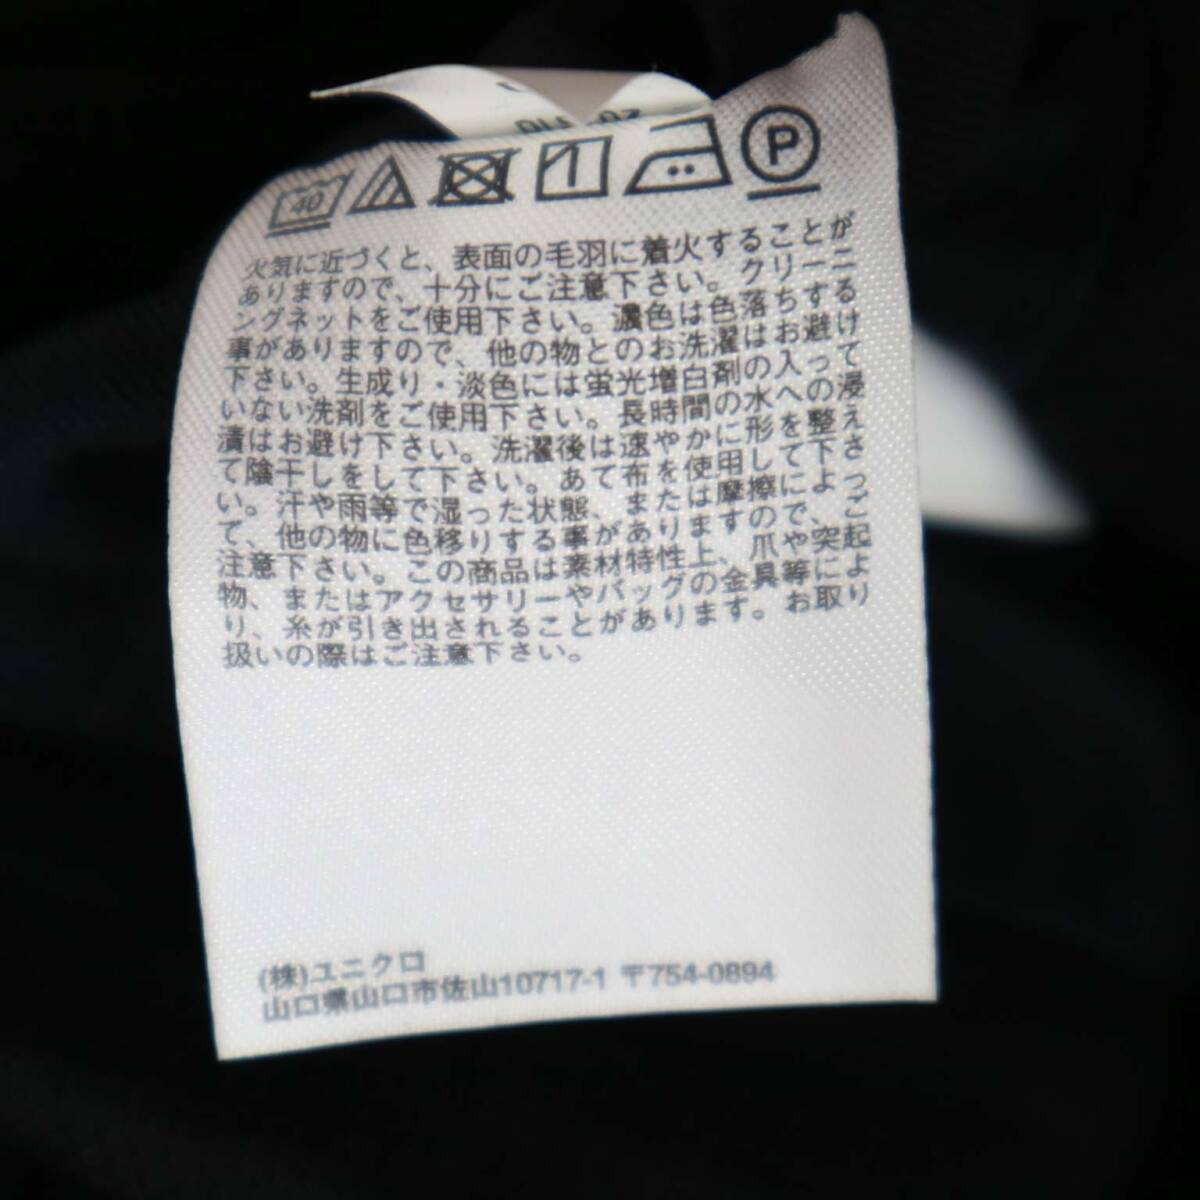 40
P
火気に近づくと、表面の毛羽に着火することが
ありますので、十分にご注意下さい。クリーニ
ングネットをご使用下さい。濃色は色落ちする
事がありますので、他の物とのお洗濯はお避け
下さい。生成り・淡色には蛍光増白剤の入って
いない洗剤をご使用下さい。長時間の水への浸
漬はお避け下さい。洗濯後は速やかに形を整え
て陰干しをして下さい。あて布を使用して下さ
い。汗や雨等で湿った状態、または摩擦によっ
て、他の物に色移りする事がありますので、ご
注意下さい。この商品は素材特性上、爪や突起
物、またはアクセサリーやバッグの金具等によ
り、糸が引き出されることがあります。お取り
扱いの際はご注意下さい。
(株)ユニクロ
山口県山口市佐山10717-1 〒754-0894